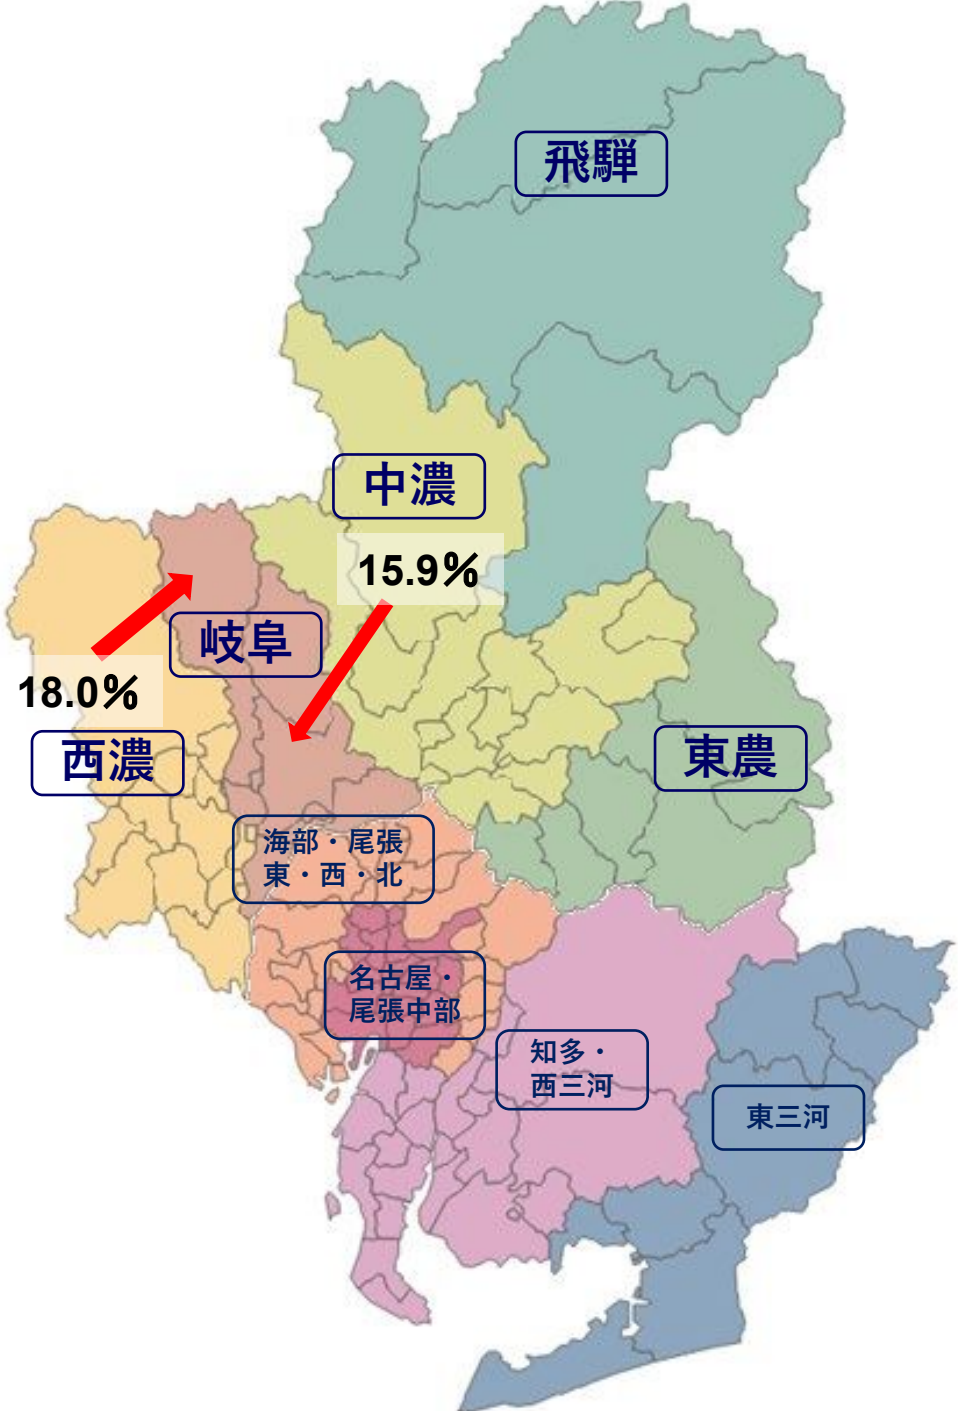 飛騨
中濃
15.9%
岐阜
18.0%
西濃
東農
海部・尾張
東・西・北
名古屋・
尾張中部
知多・
西三河
東三河